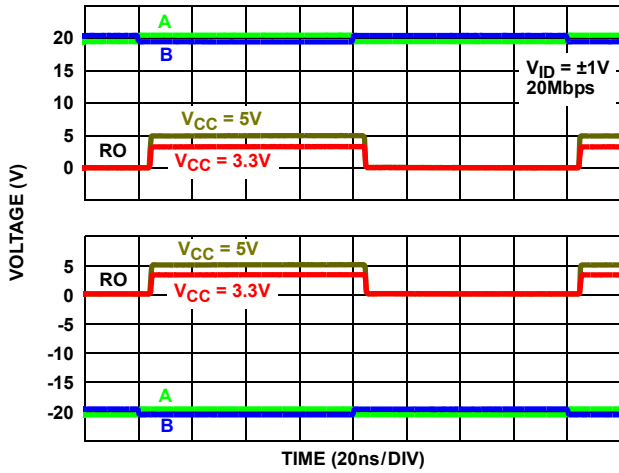 A
20
B
V_ID = ±1V
20Mbps
15
10
V_CC = 5V
5
RO
V_CC = 3.3V
0
VOLTAGE (V)
V_CC = 5V
5
RO
V_CC = 3.3V
0
-5
-10
-15
A
-20
B
TIME (20ns/DIV)